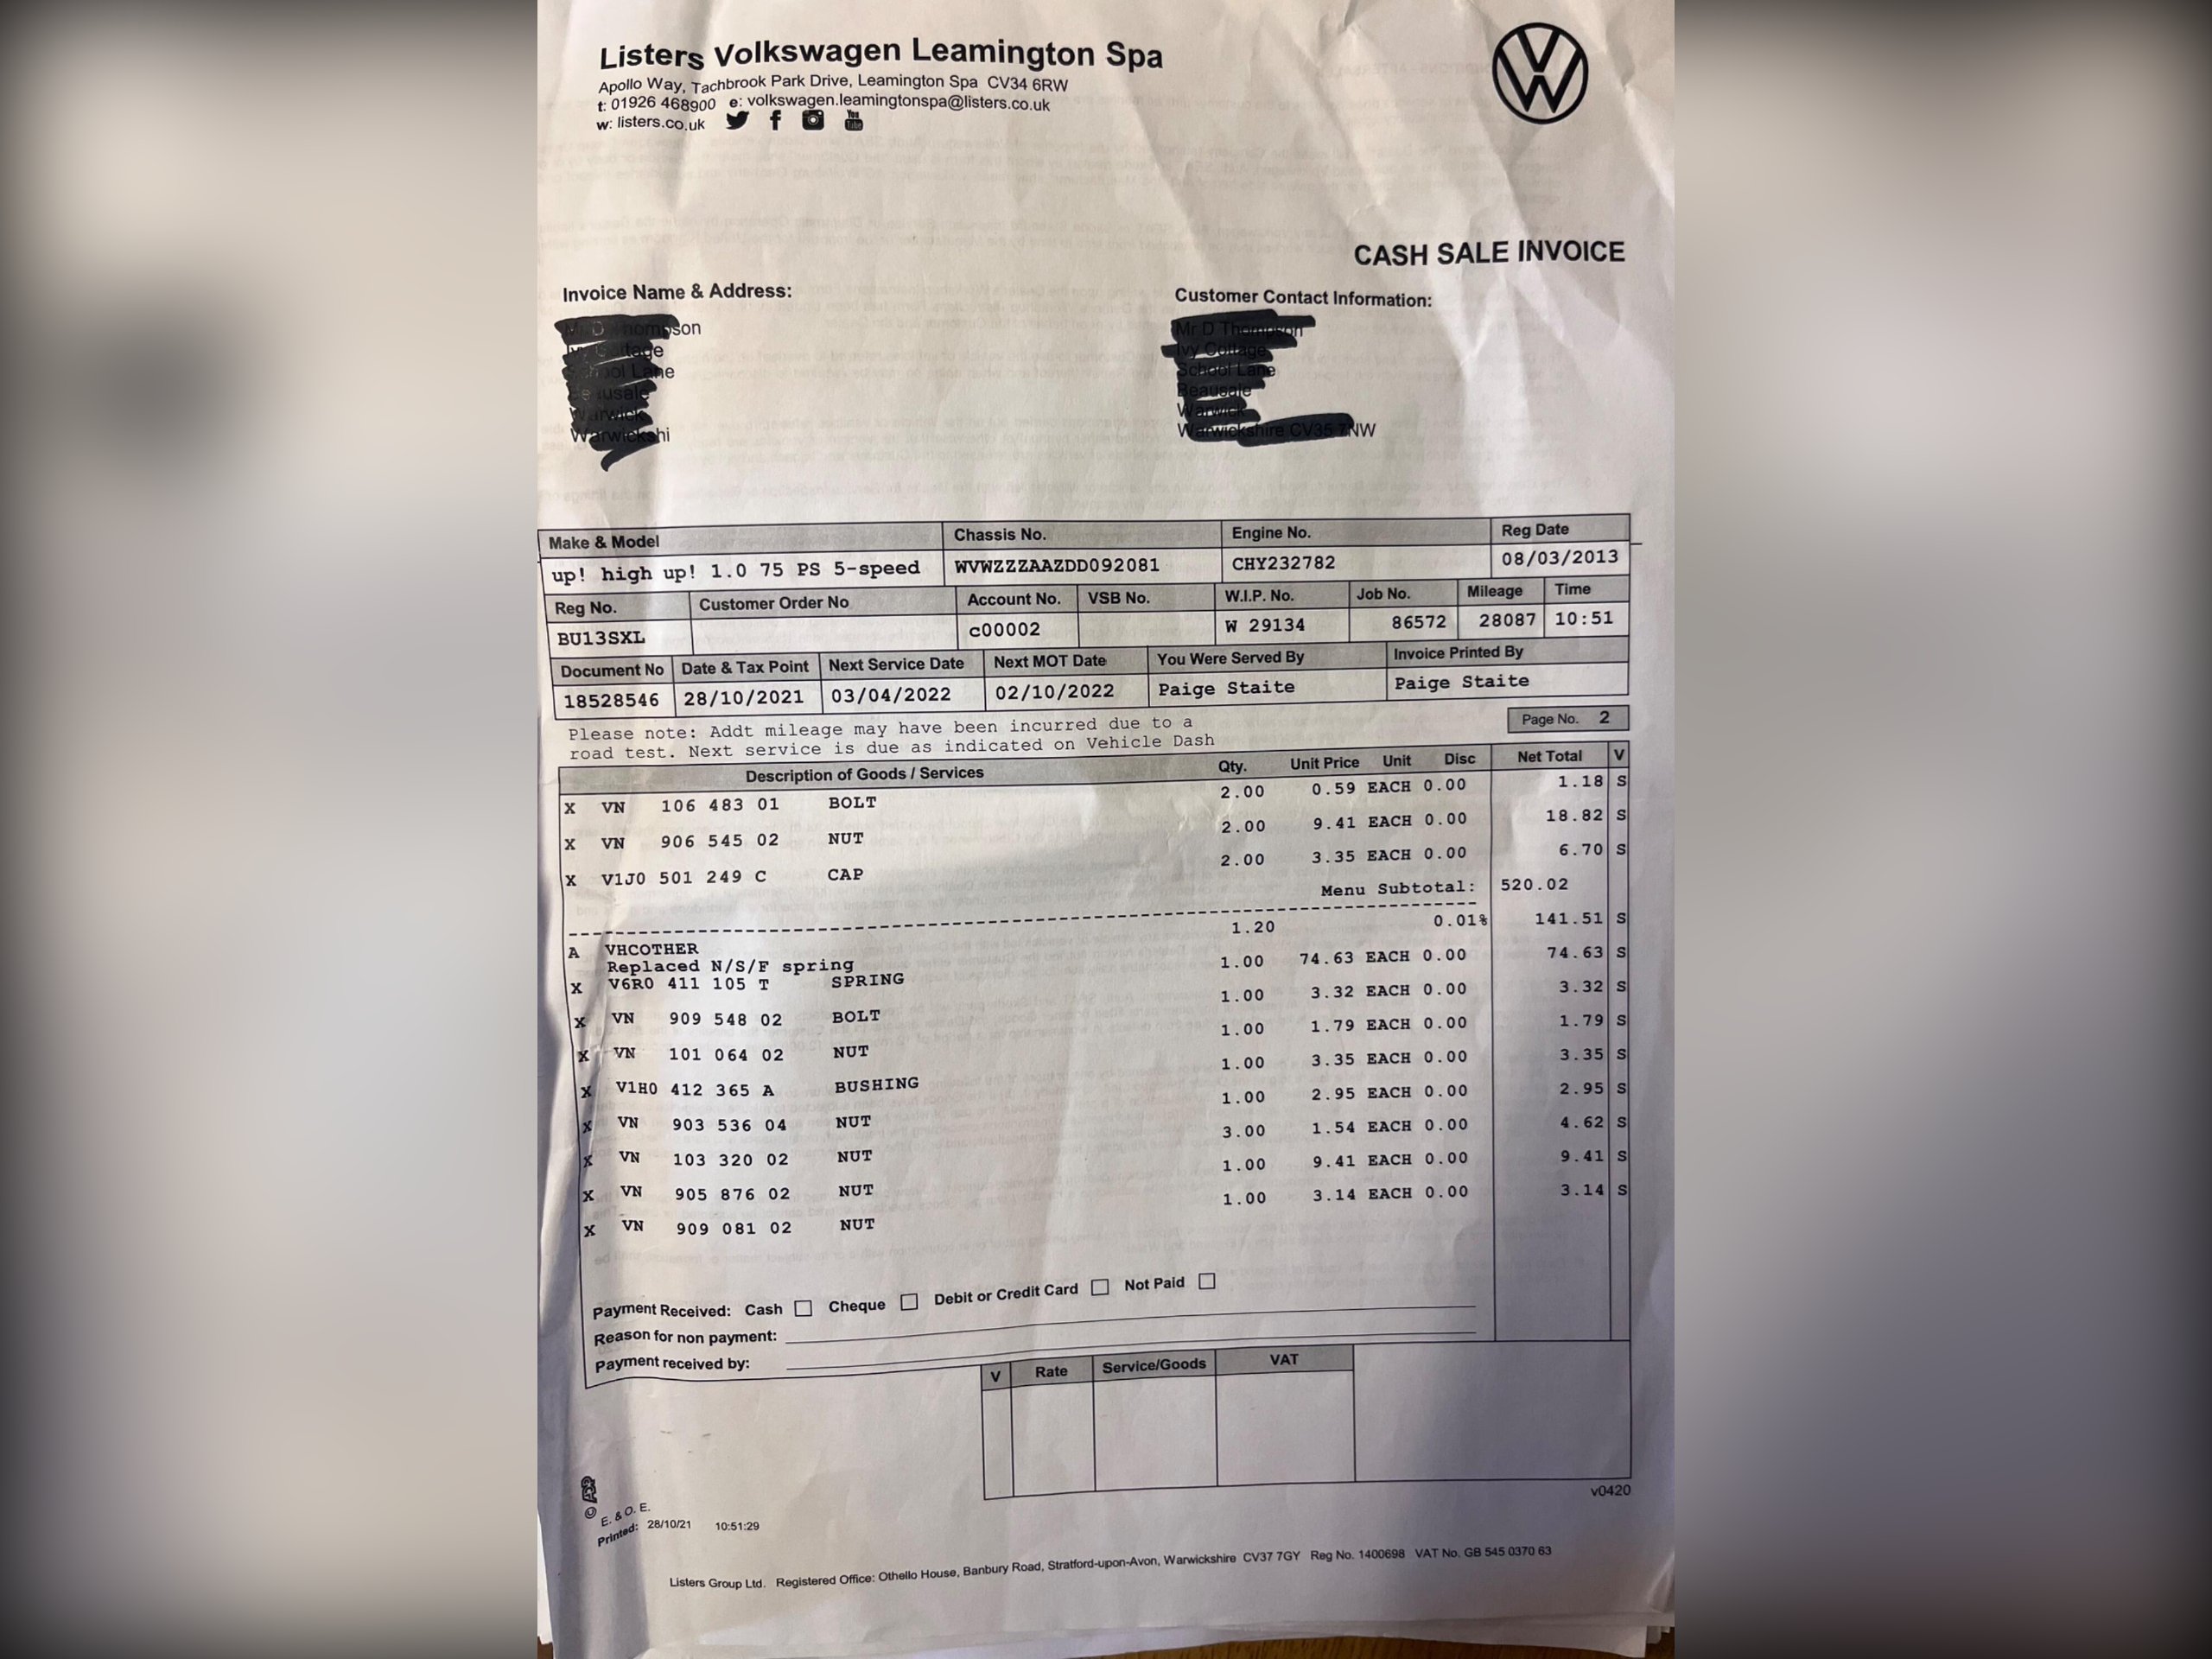 Listers Volkswagen Leamington Spa
Apollo Way, Tachbrook Park Drive, Leamington Spa CV34 6RW
t: 01926 468900 e: volkswagen.leamingtonspa@listers.co.uk
w: listers.co.uk
CASH SALE INVOICE
Invoice Name & Address:
Customer Contact Information:
Make & Model Chassis No. Engine No. Reg Date
up! high up! 1.0 75 PS 5-speed WVWZZZAAZDD092081 CHY232782 08/03/2013
Reg No. Customer Order No Account No. VSB No. W.I.P. No. Job No. Mileage Time
BU13SXL c00002 W 29134 86572 28087 10:51
Document No Date & Tax Point Next Service Date Next MOT Date You Were Served By Invoice Printed By
18528546 28/10/2021 03/04/2022 02/10/2022 Paige Staite Paige Staite
Please note: Addt mileage may have been incurred due to a
road test. Next service is due as indicated on Vehicle Dash
Page No. 2
Description of Goods / Services Qty. Unit Price Unit Disc Net Total V
X VN 106 483 01 BOLT 2.00 0.59 EACH 0.00 1.18 S
X VN 906 545 02 NUT 2.00 9.41 EACH 0.00 18.82 S
X V1J0 501 249 C CAP 2.00 3.35 EACH 0.00 6.70 S
Menu Subtotal: 520.02
A VHCOTHER 1.20 0.01% 141.51 S
Replaced N/S/F spring
X V6R0 411 105 T SPRING 1.00 74.63 EACH 0.00 74.63 S
X VN 909 548 02 BOLT 1.00 3.32 EACH 0.00 3.32 S
X VN 101 064 02 NUT 1.00 1.79 EACH 0.00 1.79 S
X V1H0 412 365 A BUSHING 1.00 3.35 EACH 0.00 3.35 S
X VN 903 536 04 NUT 1.00 2.95 EACH 0.00 2.95 S
X VN 103 320 02 NUT 3.00 1.54 EACH 0.00 4.62 S
X VN 905 876 02 NUT 1.00 9.41 EACH 0.00 9.41 S
X VN 909 081 02 NUT 1.00 3.14 EACH 0.00 3.14 S
Payment Received: Cash Cheque Debit or Credit Card Not Paid
Reason for non payment:
Payment received by:
V Rate Service/Goods VAT
v0420
©
E. & O. E.
Printed: 28/10/21 10:51:29
Listers Group Ltd. Registered Office: Othello House, Banbury Road, Stratford-upon-Avon, Warwickshire CV37 7GY Reg No. 1400698 VAT No. GB 545 0370 63